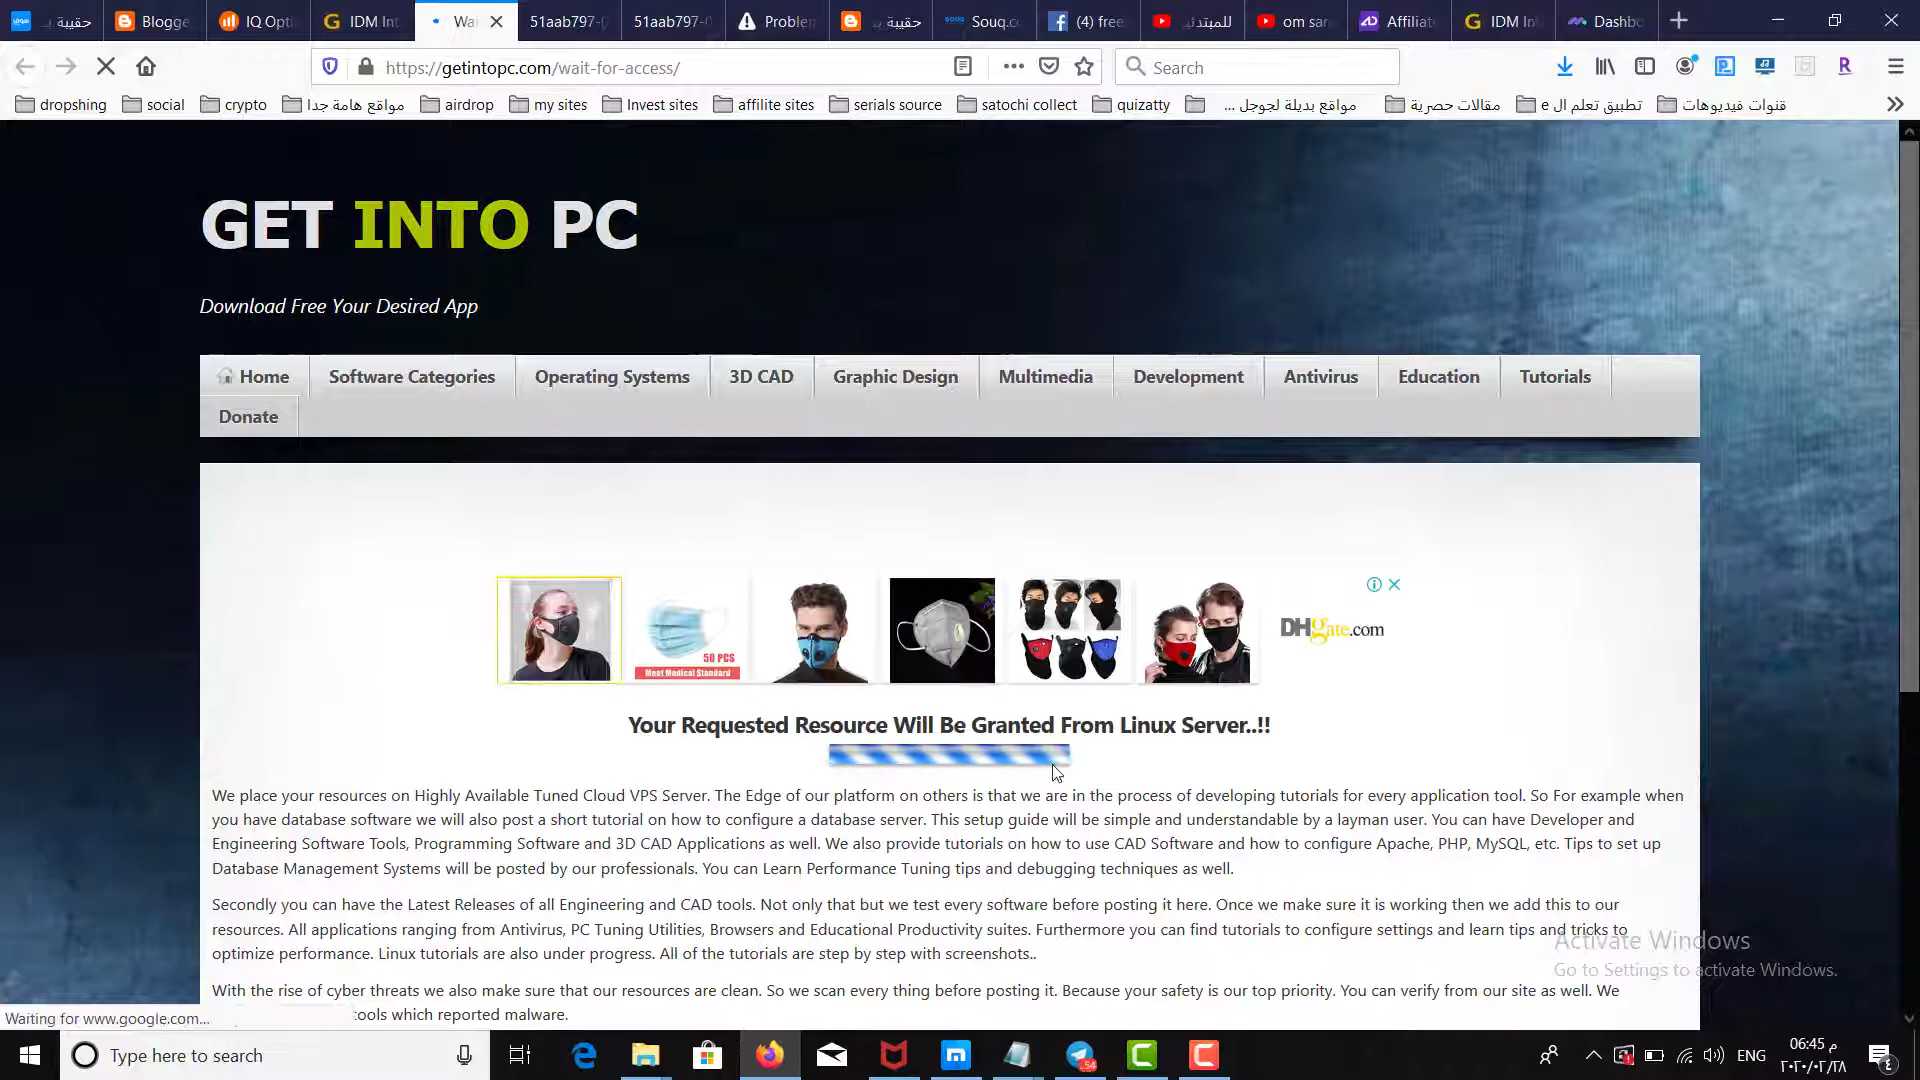 حقيبة بـ
Blogge
IQ Opti
IDM Int
Wai
51aab797-
51aab797-
Problen
حقيبة بـ
Souq.c
(4) free
للمبتدئي
om sar
Affiliat
IDM In
Dashb
https://getintopc.com/wait-for-access/
Search
dropshing
social
crypto
مواقع هامة جدا
airdrop
my sites
Invest sites
affilite sites
serials source
satochi collect
quizatty
مواقع بديلة لجوجل ...
مقالات حصرية
تطبيق تعلم ال e
قنوات فيديوهات
GET INTO PC
Download Free Your Desired App
Home
Software Categories
Operating Systems
3D CAD
Graphic Design
Multimedia
Development
Antivirus
Education
Tutorials
Donate
50 PCS
Meet Medical Standard
DHgate.com
Your Requested Resource Will Be Granted From Linux Server..!!
We place your resources on Highly Available Tuned Cloud VPS Server. The Edge of our platform on others is that we are in the process of developing tutorials for every application tool. So For example when
you have database software we will also post a short tutorial on how to configure a database server. This setup guide will be simple and understandable by a layman user. You can have Developer and
Engineering Software Tools, Programming Software and 3D CAD Applications as well. We also provide tutorials on how to use CAD Software and how to configure Apache, PHP, MySQL, etc. Tips to set up
Database Management Systems will be posted by our professionals. You can Learn Performance Tuning tips and debugging techniques as well.
Secondly you can have the Latest Releases of all Engineering and CAD tools. Not only that but we test every software before posting it here. Once we make sure it is working then we add this to our
resources. All applications ranging from Antivirus, PC Tuning Utilities, Browsers and Educational Productivity suites. Furthermore you can find tutorials to configure settings and learn tips and tricks to
optimize performance. Linux tutorials are also under progress. All of the tutorials are step by step with screenshots..
With the rise of cyber threats we also make sure that our resources are clean. So we scan every thing before posting it. Because your safety is our top priority. You can verify from our site as well. We
tools which reported malware.
Activate Windows
Go to Settings to activate Windows.
Waiting for www.google.com...
Type here to search
54
ENG
06:45 م
٢٠٢٠/٠٢/٢٨
٤